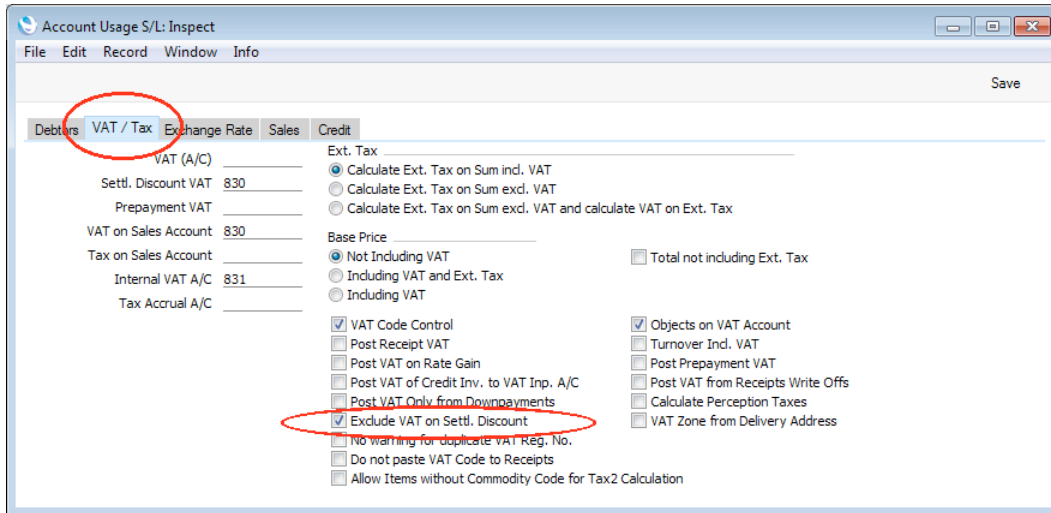 Account Usage S/L: Inspect
File Edit Record Window Info
Save
Debtors VAT / Tax Exchange Rate Sales Credit
VAT (A/C)
Settl. Discount VAT 830
Prepayment VAT
VAT on Sales Account 830
Tax on Sales Account
Internal VAT A/C 831
Tax Accrual A/C
Ext. Tax
Calculate Ext. Tax on Sum incl. VAT
Calculate Ext. Tax on Sum excl. VAT
Calculate Ext. Tax on Sum excl. VAT and calculate VAT on Ext. Tax
Base Price
Not Including VAT
Including VAT and Ext. Tax
Including VAT
Total not including Ext. Tax
VAT Code Control
Post Receipt VAT
Post VAT on Rate Gain
Post VAT of Credit Inv. to VAT Inp. A/C
Post VAT Only from Downpayments
Exclude VAT on Settl. Discount
No warning for duplicate VAT Reg. No.
Do not paste VAT Code to Receipts
Allow Items without Commodity Code for Tax2 Calculation
Objects on VAT Account
Turnover Incl. VAT
Post Prepayment VAT
Post VAT from Receipts Write Offs
Calculate Perception Taxes
VAT Zone from Delivery Address